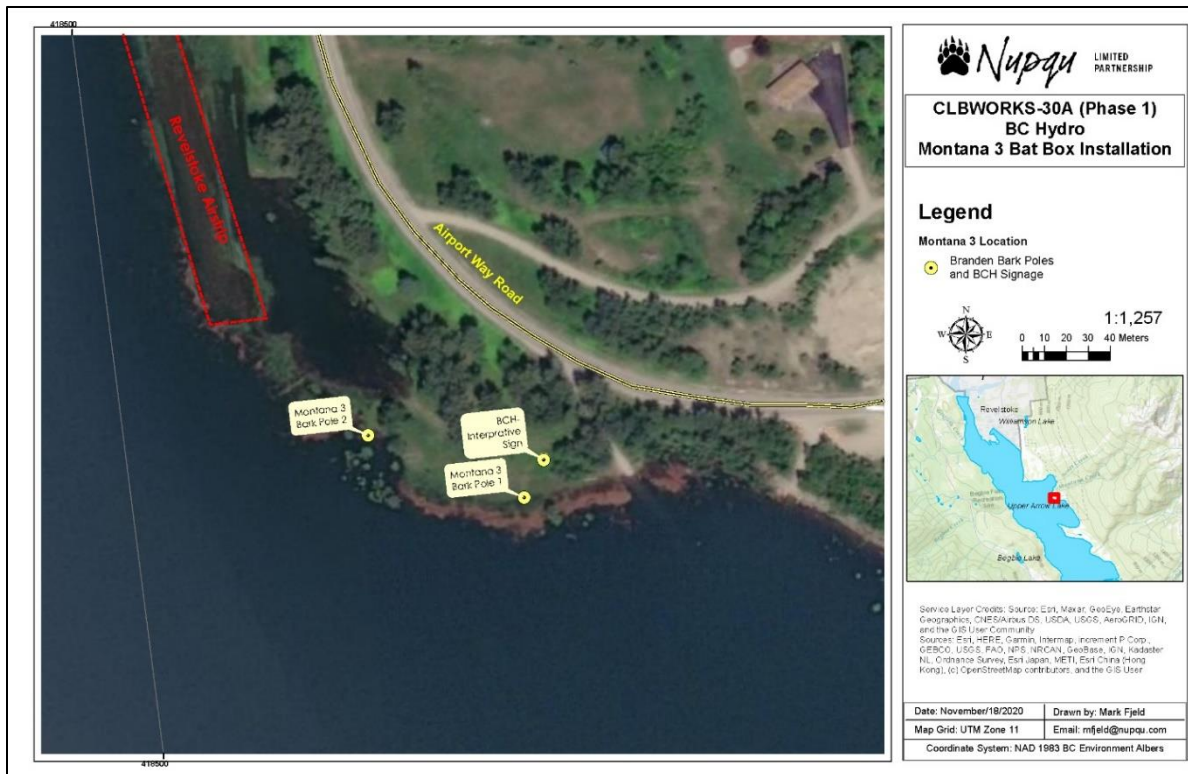 418500
Revelstoke Airstrip
Airport Way Road
Montana 3
Bark Pole 2
BCH-
Interprative
Sign
Montana 3
Bark Pole 1
418500
Nupqu
LIMITED
PARTNERSHIP
CLBWORKS-30A (Phase 1)
BC Hydro
Montana 3 Bat Box Installation
Legend
Montana 3 Location
Branden Bark Poles
and BCH Signage
N
W
E
S
1:1,257
0 10 20 30 40 Meters
Revelstoke
Williamson Lake
Montana Creek
Upper Arrow Lake
Begbie Lake
Service Layer Credits: Source: Esri, Maxar, GeoEye, Earthstar
Geographics, CNES/Airbus DS, USDA, USGS, AeroGRID, IGN,
and the GIS User Community
Sources: Esri, HERE, Garmin, Intermap, increment P Corp.,
GEBCO, USGS, FAO, NPS, NRCAN, GeoBase, IGN, Kadaster
NL, Ordnance Survey, Esri Japan, METI, Esri China (Hong
Kong), (c) OpenStreetMap contributors, and the GIS User
Date: November/18/2020
Drawn by: Mark Fjeld
Map Grid: UTM Zone 11
Email: mfjeld@nupqu.com
Coordinate System: NAD 1983 BC Environment Albers